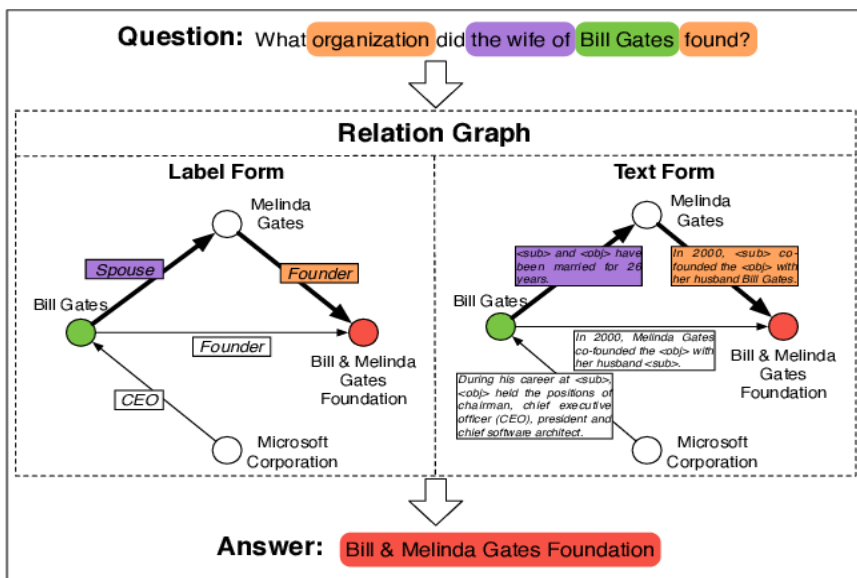 Question: What organization did the wife of Bill Gates found?
Relation Graph
Label Form
Melinda
Gates
Spouse
Founder
Bill Gates
Founder
Bill & Melinda
Gates
Foundation
CEO
Microsoft
Corporation
Text Form
Melinda
Gates
<sub> and <obj> have
been married for 26
years.
In 2000, <sub> co-
founded the <obj> with
her husband Bill Gates.
Bill Gates
In 2000, Melinda Gates
co-founded the <obj> with
her husband <sub>.
Bill & Melinda
Gates
Foundation
During his career at <sub>,
<obj> held the positions of
chairman, chief executive
officer (CEO), president and
chief software architect.
Microsoft
Corporation
Answer: Bill & Melinda Gates Foundation